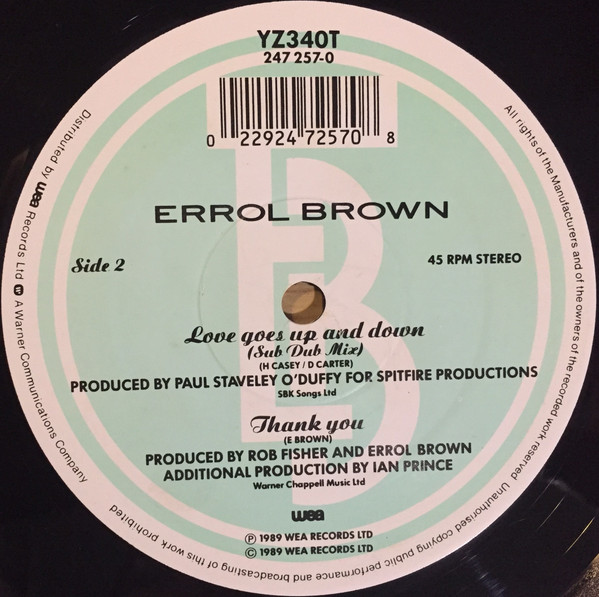 YZ340T
247 257-0
0 22924 72570 8
ERROL BROWN
Side 2
45 RPM STEREO
Love goes up and down
(Sub Dub Mix)
(H CASEY / D CARTER)
PRODUCED BY PAUL STAVELEY O'DUFFY FOR SPITFIRE PRODUCTIONS
SBK Songs Ltd
Thank you
(E BROWN)
PRODUCED BY ROB FISHER AND ERROL BROWN
ADDITIONAL PRODUCTION BY IAN PRINCE
Warner Chappell Music Ltd
wea
Ⓟ 1989 WEA RECORDS LTD
© 1989 WEA RECORDS LTD
Distributed by wea Records Ltd A Warner Communications Company
All rights of the Manufacturers and of the owners of the recorded work reserved Unauthorised copying public performance and broadcasting of this work prohibited
EB